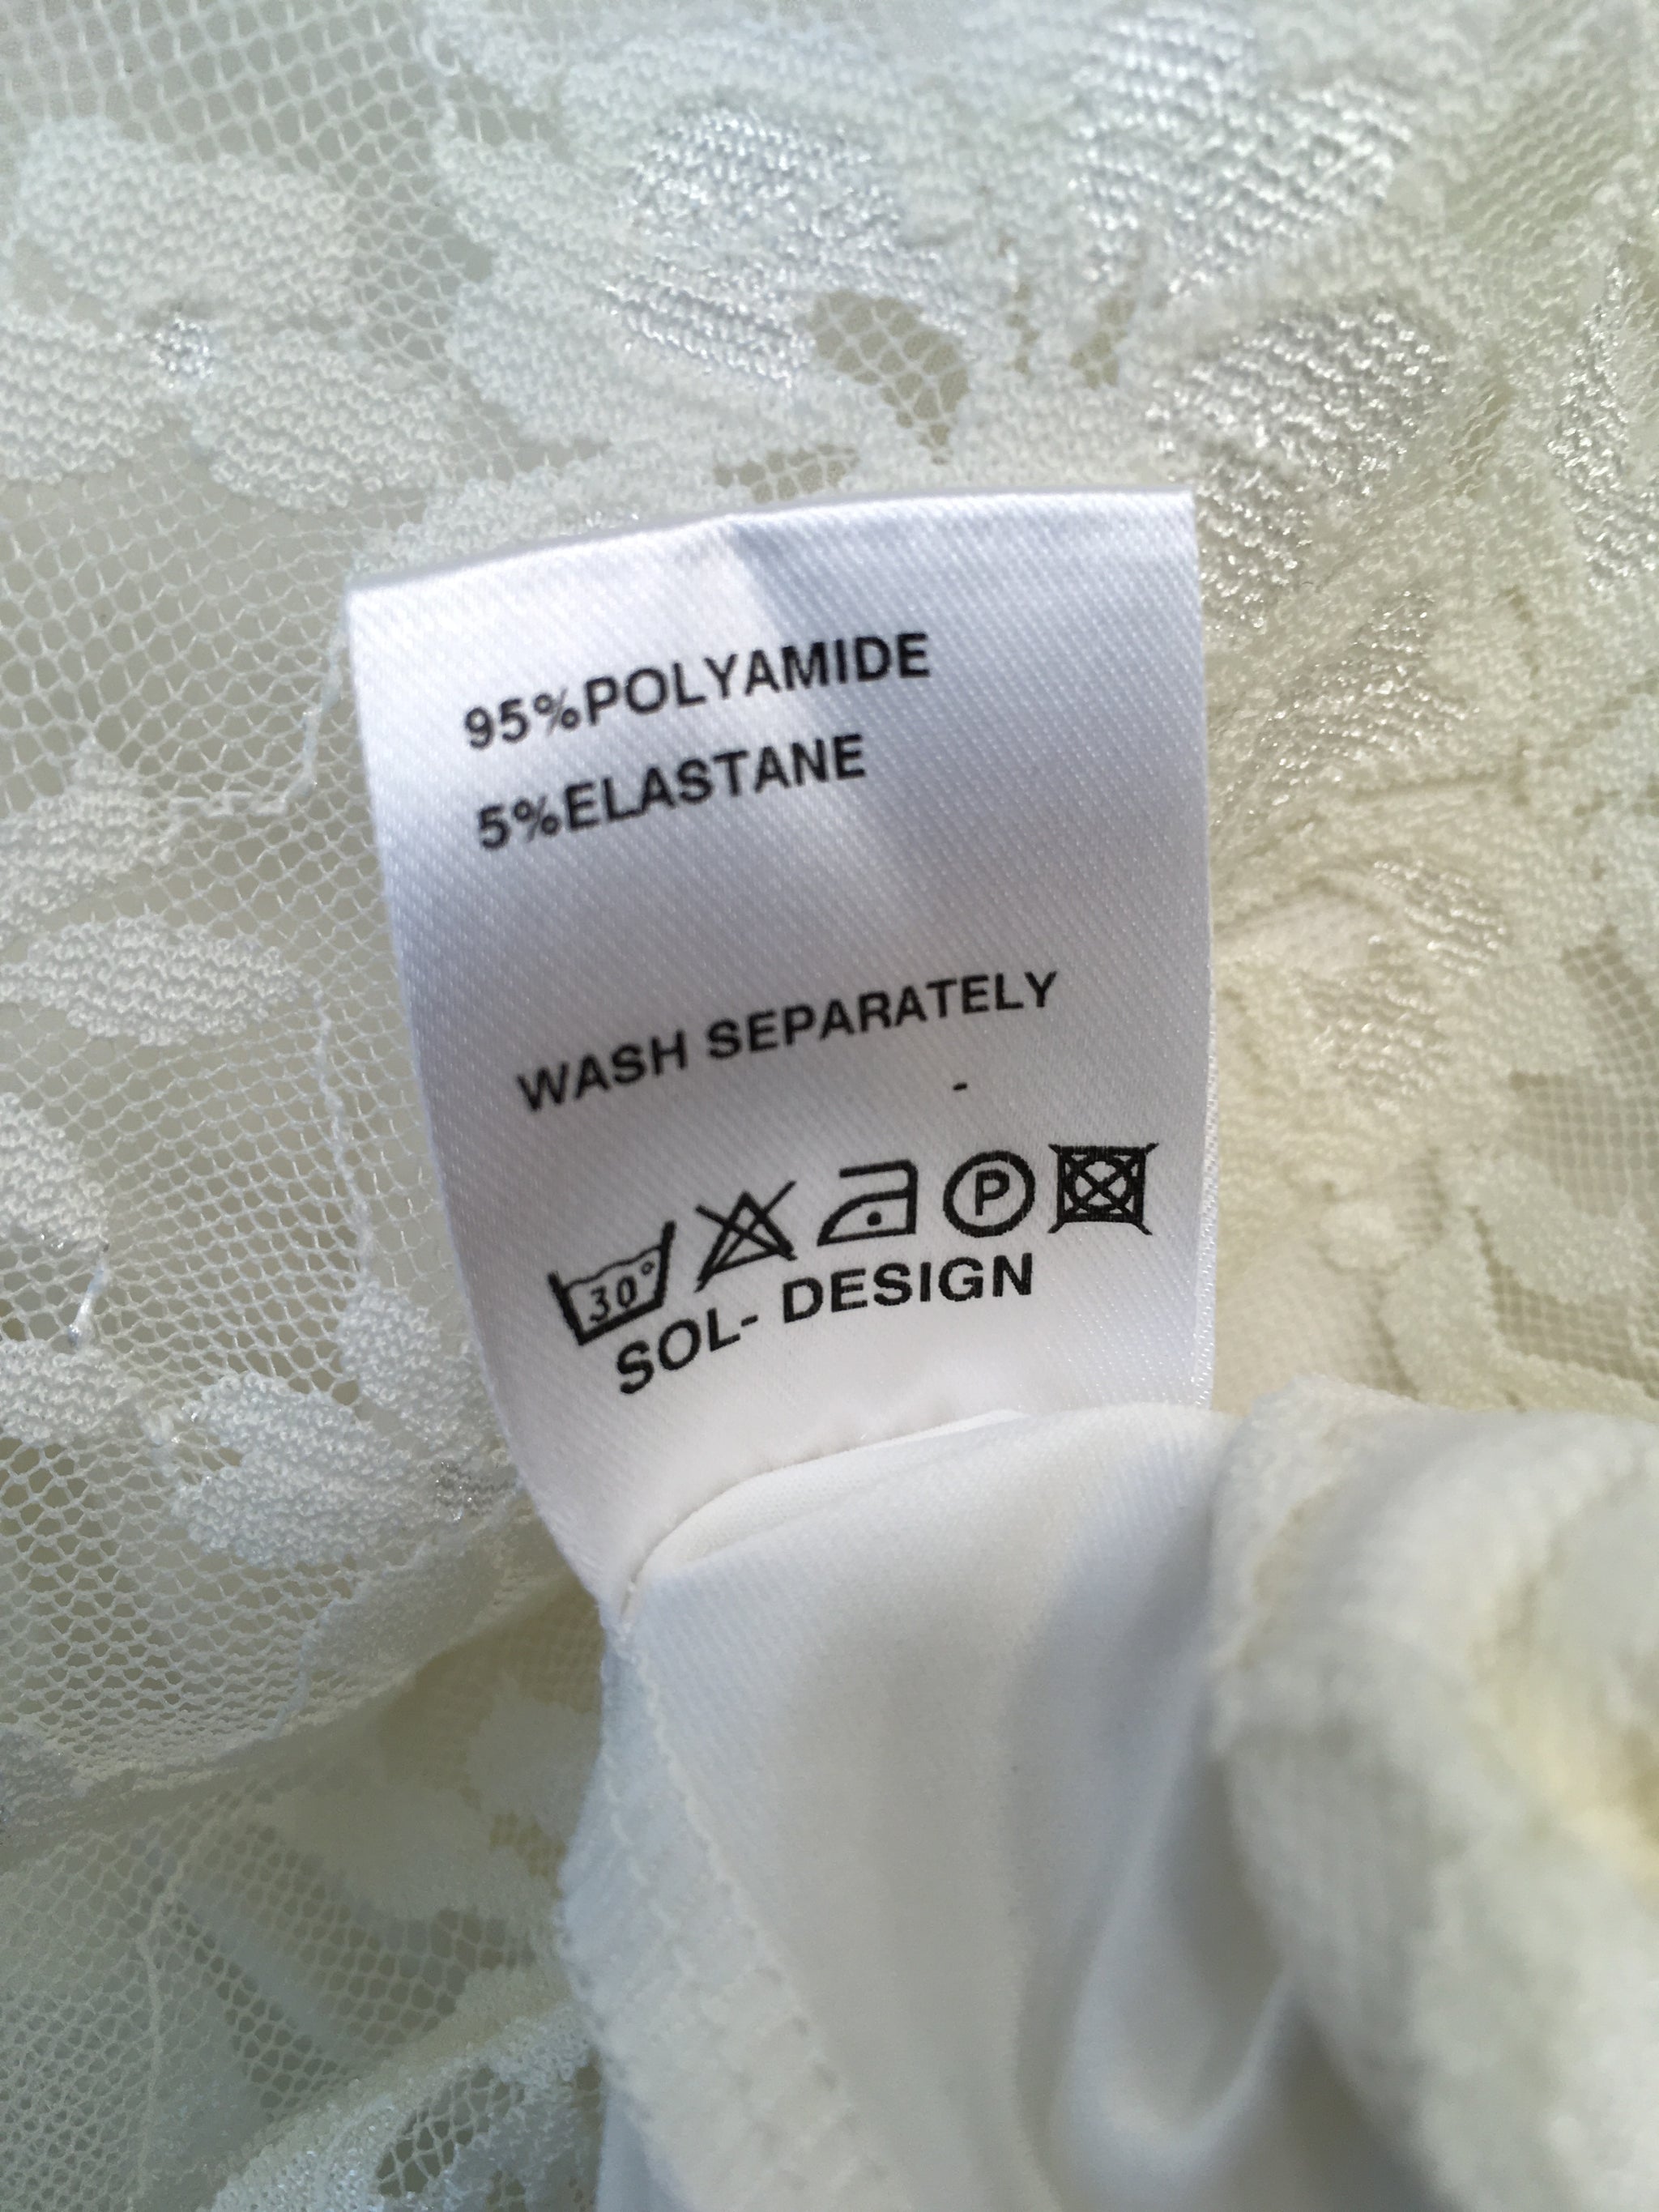 95%POLYAMIDE
5%ELASTANE
WASH SEPARATELY
-
30° P
SOL- DESIGN